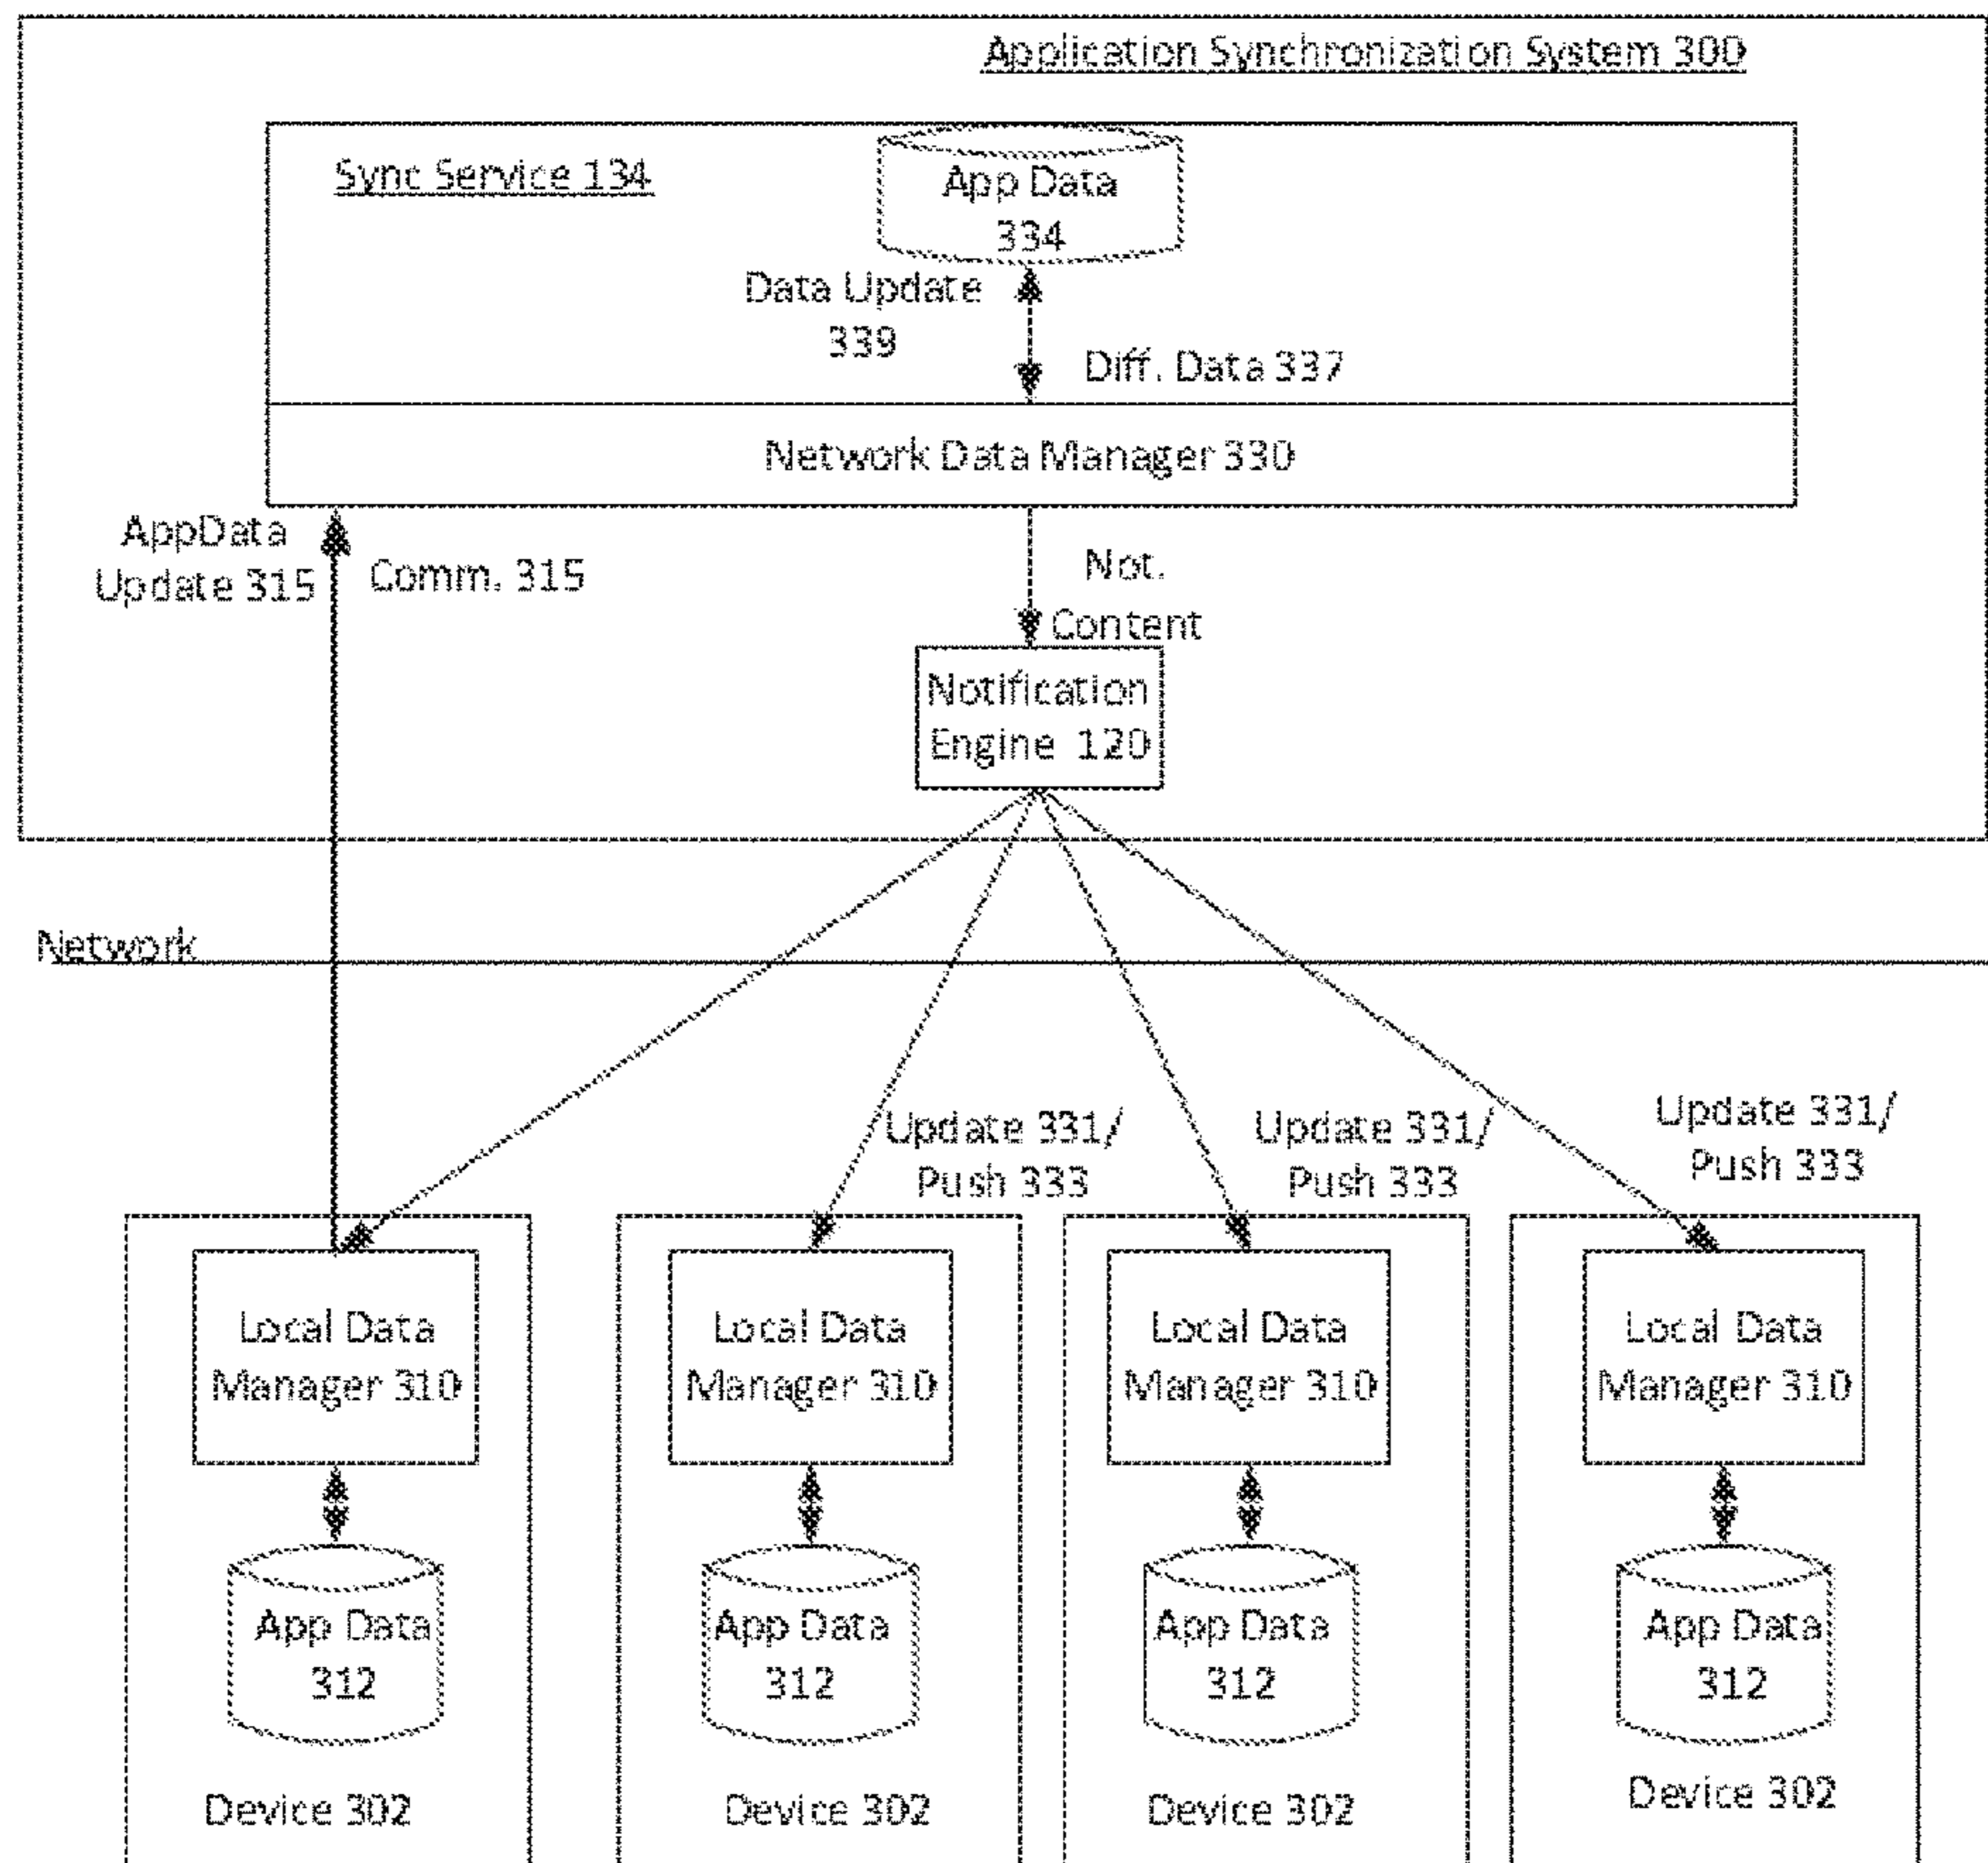 Application Synchronization System 300
Sync Service 134
App Data
334
Data Update
339
Diff. Data 337
Network Data Manager 330
AppData
Update 315
Comm. 315
Not.
Content
Notification
Engine 120
Network
Update 331/
Push 333
Update 331/
Push 333
Update 331/
Push 333
Local Data
Manager 310
Local Data
Manager 310
Local Data
Manager 310
Local Data
Manager 310
App Data
312
App Data
312
App Data
312
App Data
312
Device 302
Device 302
Device 302
Device 302